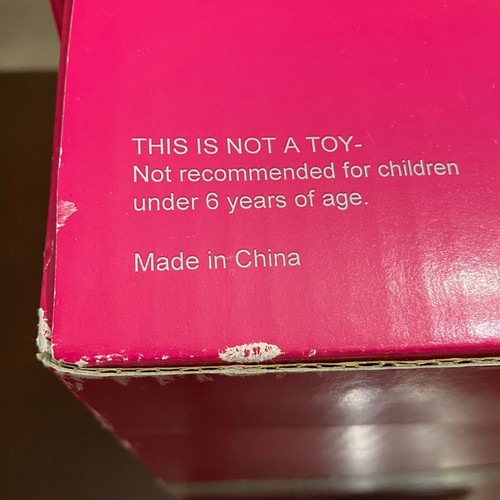 THIS IS NOT A TOY-
Not recommended for children
under 6 years of age.
Made in China